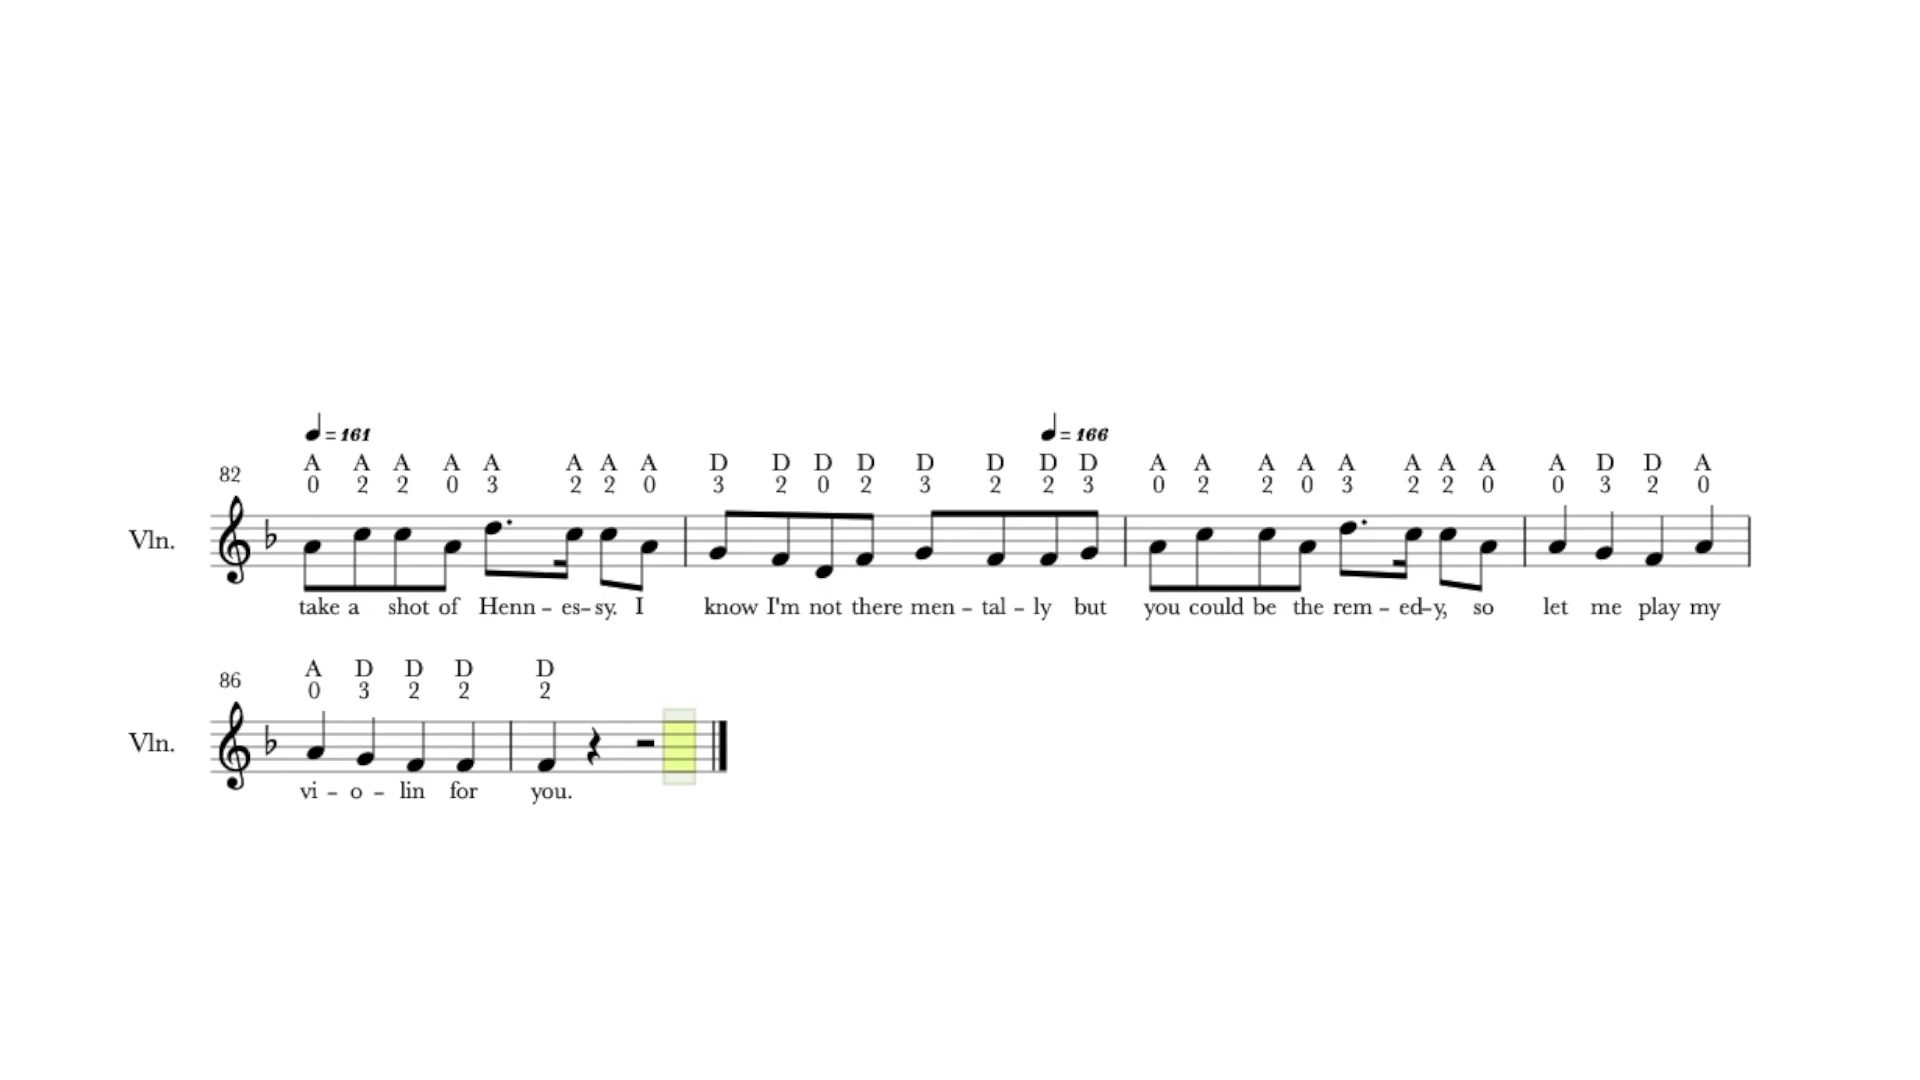 = 161 = 166
A A A A A A A A D D D D D D D D A A A A A A A A A D D A
82 0 2 2 0 3 2 2 0 3 2 0 2 3 2 2 3 0 2 2 0 3 2 2 0 0 3 2 0
Vln.
take a shot of Henn - es-sy. I know I'm not there men - tal - ly but you could be the rem - ed-y, so let me play my
A D D D D
86 0 3 2 2 2
Vln.
vi - o - lin for you.